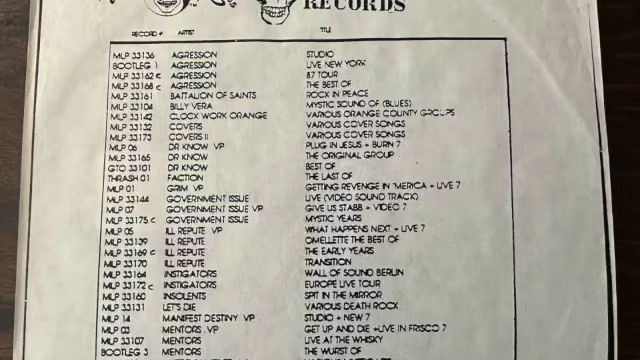 RECORDS
RECORD # ARTIST TITLE
MLP 33136 AGRESSION STUDIO
BOOTLEG 1 AGRESSION LIVE NEW YORK
MLP 33162 c AGRESSION 87 TOUR
MLP 33168 c AGRESSION THE BEST OF
MLP 33161 BATTALION OF SAINTS ROCK IN PEACE
MLP 33104 BILLY VERA MYSTIC SOUND OF (BLUES)
MLP 33142 CLOCK WORK ORANGE VARIOUS ORANGE COUNTY GROUPS
MLP 33132 COVERS VARIOUS COVER SONGS
MLP 33173 COVERS II VARIOUS COVER SONGS
MLP 06 DR KNOW VP PLUG IN JESUS + BURN 7
MLP 33165 DR KNOW THE ORIGINAL GROUP
GTO 33101 DR KNOW BEST OF
THRASH 01 FACTION THE LAST OF
MLP 01 GRIM VP GETTING REVENGE IN 'MERICA + LIVE 7
MLP 33144 GOVERNMENT ISSUE LIVE (VIDEO SOUND TRACK)
MLP 07 GOVERNMENT ISSUE VP GIVE US STABB + VIDEO 7
MLP 33175 c GOVERNMENT ISSUE MYSTIC YEARS
MLP 05 ILL REPUTE VP WHAT HAPPENS NEXT + LIVE 7
MLP 33139 ILL REPUTE OMELLETTE THE BEST OF
MLP 33169 c ILL REPUTE THE EARLY YEARS
MLP 33170 ILL REPUTE TRANSITION
MLP 33164 INSTIGATORS WALL OF SOUND BERLIN
MLP 33172 c INSTIGATORS EUROPE LIVE TOUR
MLP 33160 INSOLENTS SPIT IN THE MIRROR
MLP 33131 LET'S DIE VARIOUS DEATH ROCK
MLP 14 MANIFEST DESTINY VP STUDIO + NEW 7
MLP 03 MENTORS VP GET UP AND DIE +LIVE IN FRISCO 7
MLP 33107 MENTORS LIVE AT THE WHISKY
BOOTLEG 3 MENTORS THE WURST OF